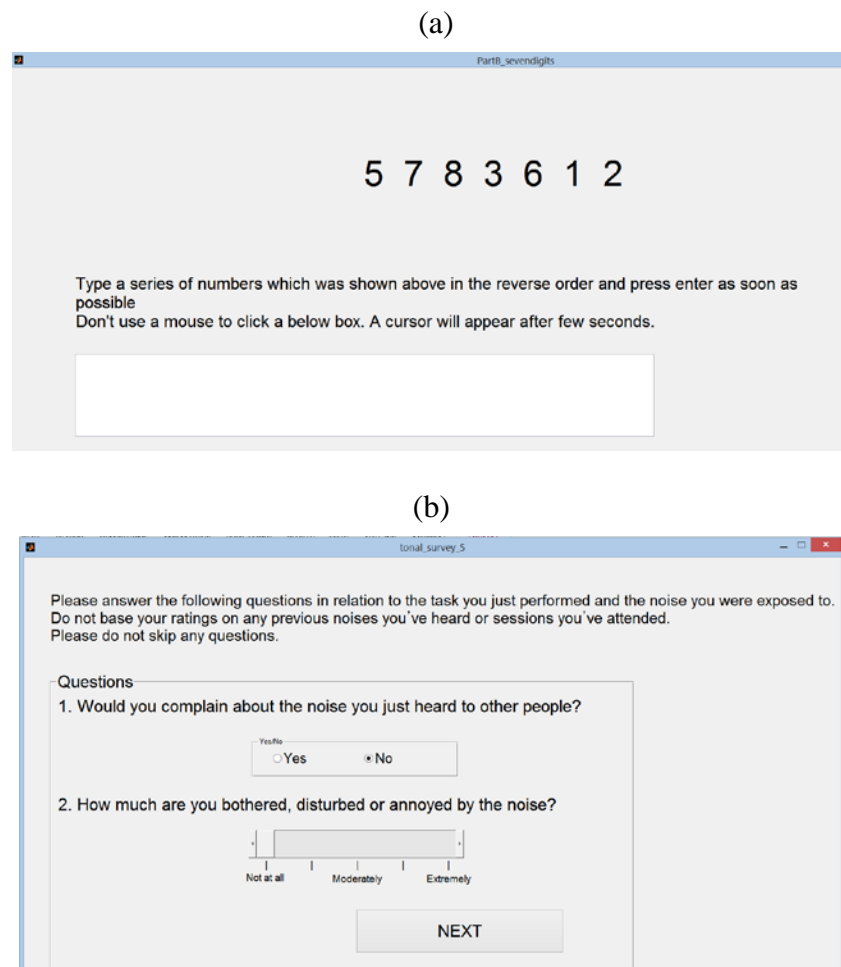 (a)
PartB_sevendigits
5 7 8 3 6 1 2
Type a series of numbers which was shown above in the reverse order and press enter as soon as
possible
Don't use a mouse to click a below box. A cursor will appear after few seconds.
(b)
tonal_survey_5
Please answer the following questions in relation to the task you just performed and the noise you were exposed to.
Do not base your ratings on any previous noises you've heard or sessions you've attended.
Please do not skip any questions.
Questions
1. Would you complain about the noise you just heard to other people?
Yes/No
Yes No
2. How much are you bothered, disturbed or annoyed by the noise?
Not at all Moderately Extremely
NEXT